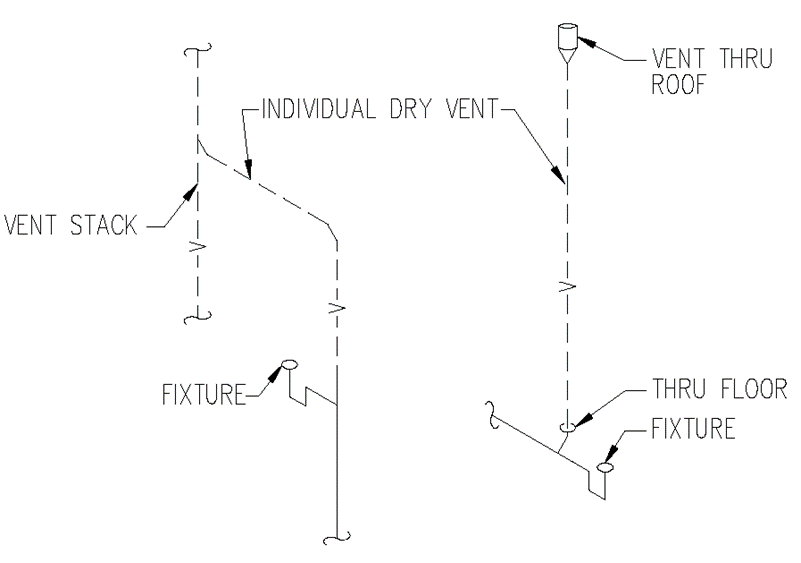 VENT THRU
ROOF
INDIVIDUAL DRY VENT
VENT STACK
V
V
V
FIXTURE
THRU FLOOR
FIXTURE